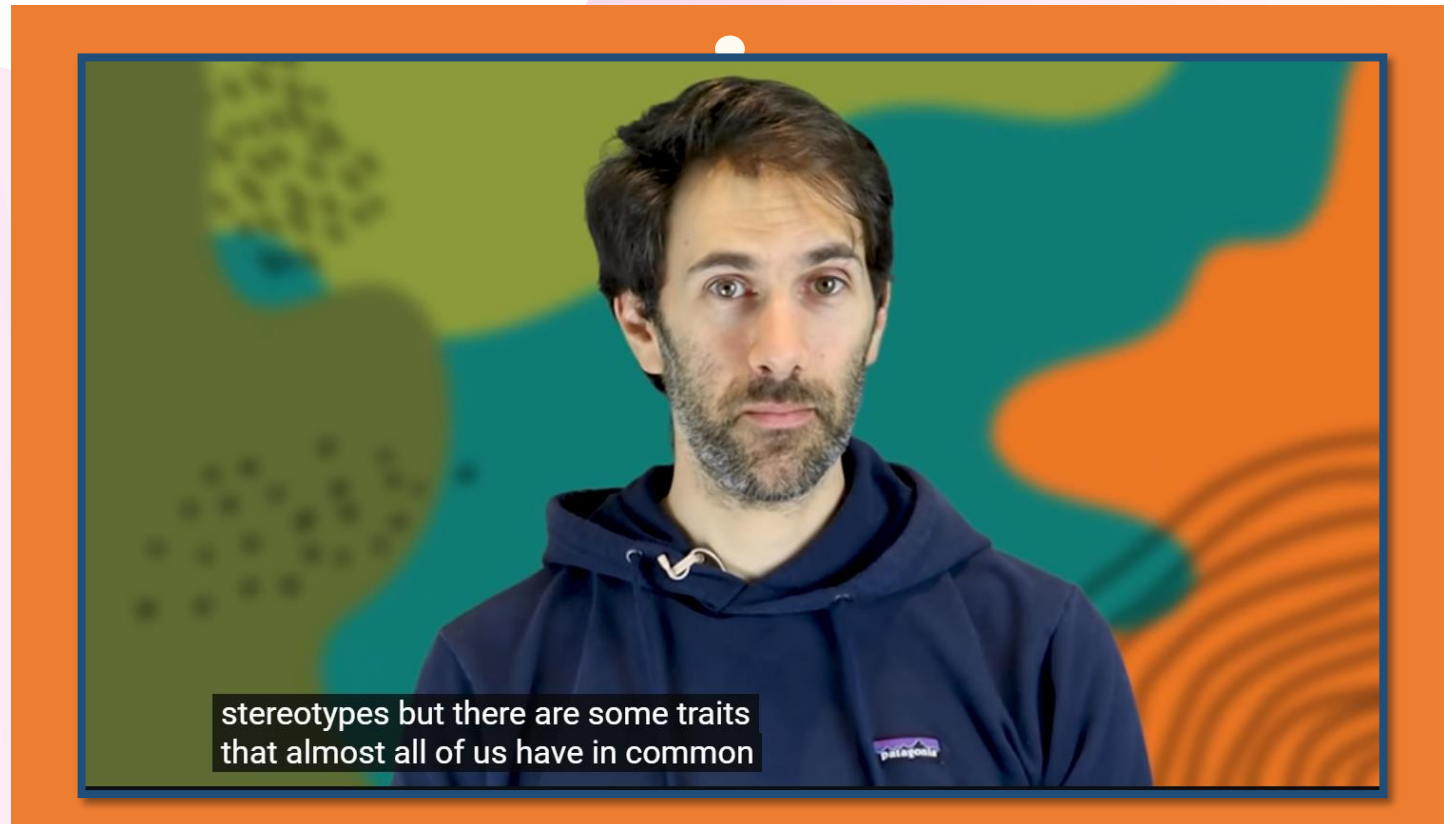 stereotypes but there are some traits
that almost all of us have in common
patagonia